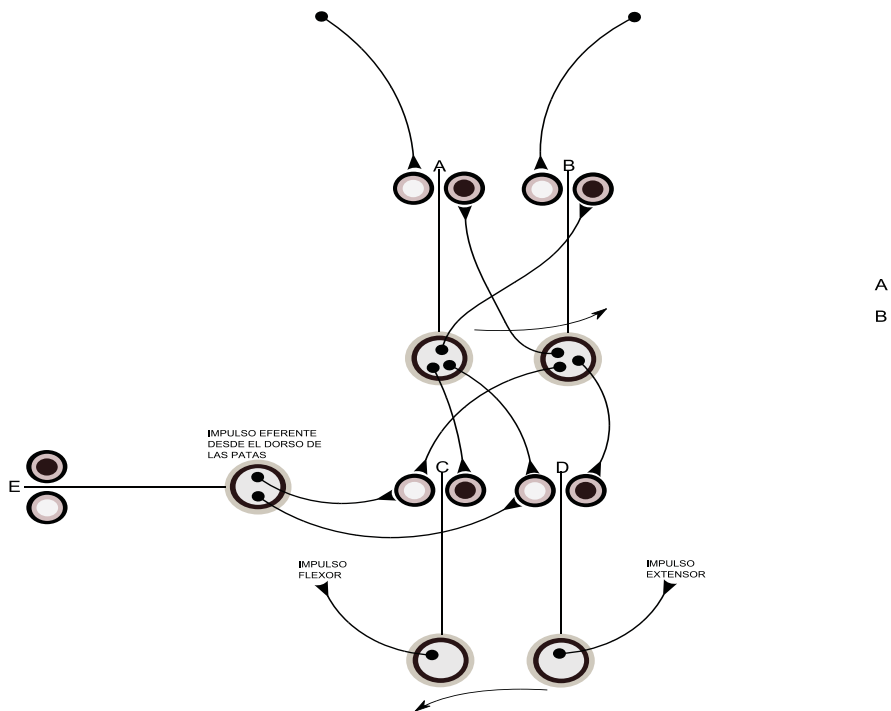 A
B
A
B
IMPULSO EFERENTE
DESDE EL DORSO DE
LAS PATAS
C
D
E
IMPULSO
FLEXOR
IMPULSO
EXTENSOR